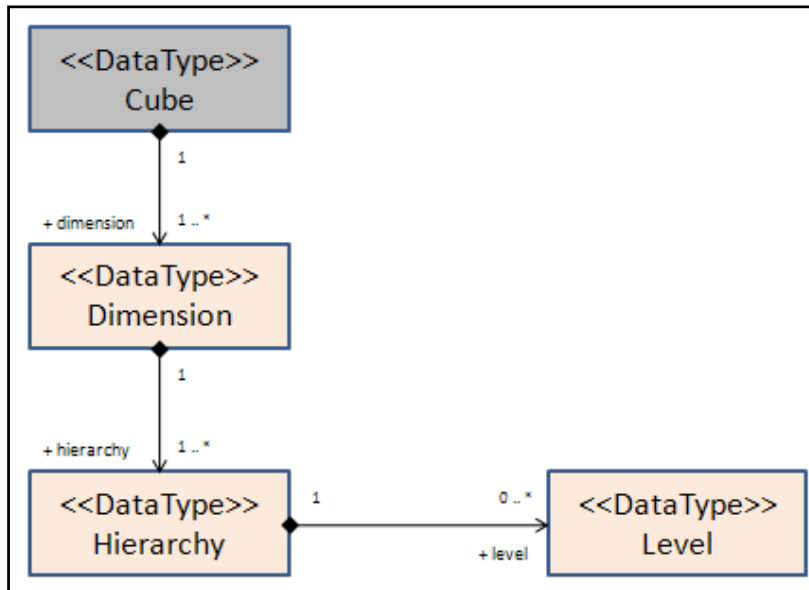 <<DataType>>
Cube
1
+ dimension
1 .. *
<<DataType>>
Dimension
1
+ hierarchy
1 .. *
<<DataType>>
Hierarchy
1
0 .. *
+ level
<<DataType>>
Level